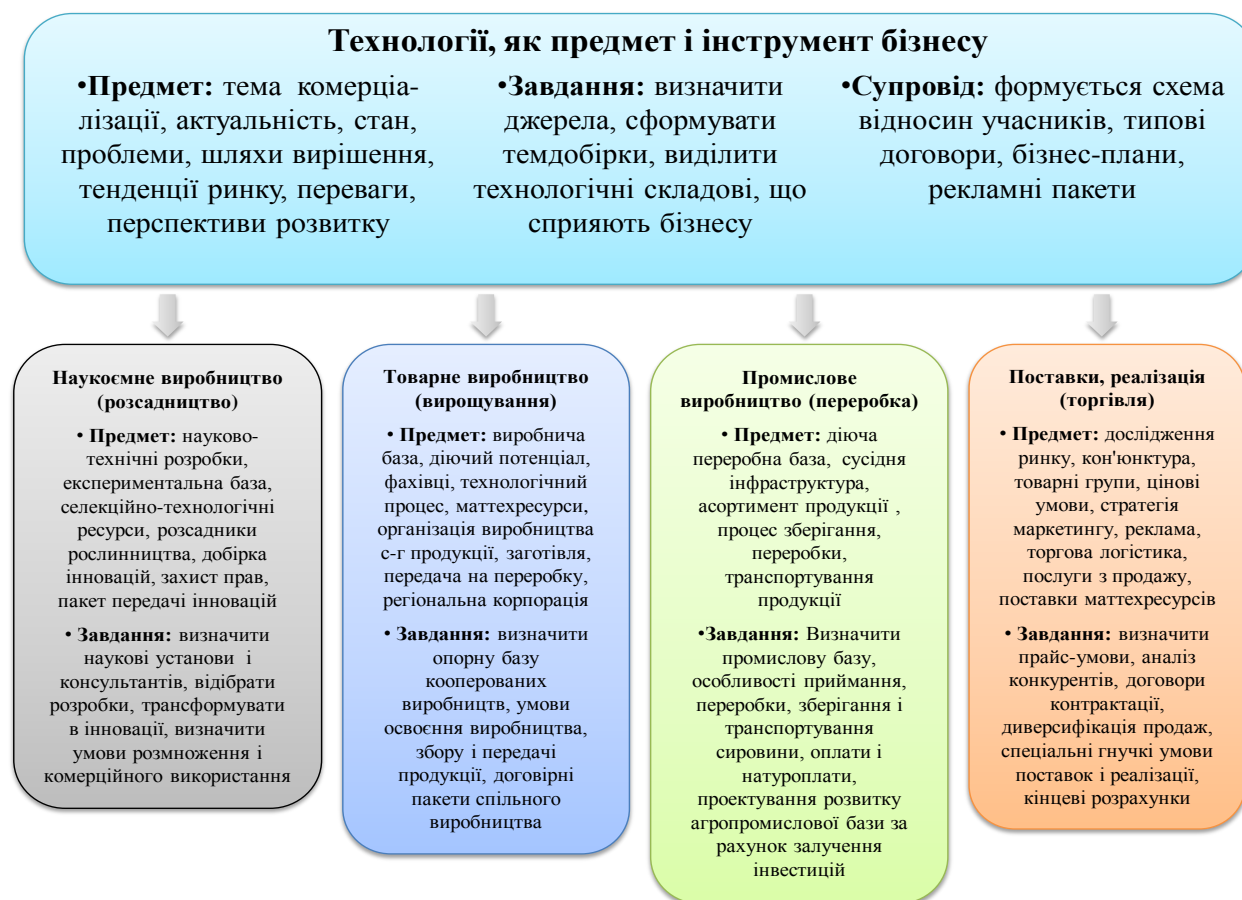 Технології, як предмет і інструмент бізнесу
•Предмет: тема комерціа-
лізації, актуальність, стан,
проблеми, шляхи вирішення,
тенденції ринку, переваги,
перспективи розвитку
•Завдання: визначити
джерела, сформувати
темдобірки, виділити
технологічні складові, що
сприяють бізнесу
•Супровід: формується схема
відносин учасників, типові
договори, бізнес-плани,
рекламні пакети
Наукоємне виробництво
(розсадництво)
• Предмет: науково-
технічні розробки,
експериментальна база,
селекційно-технологічні
ресурси, розсадники
рослинництва, добірка
інновацій, захист прав,
пакет передачі інновацій
• Завдання: визначити
наукові установи і
консультантів, відібрати
розробки, трансформувати
в інновації, визначити
умови розмноження і
комерційного використання
Товарне виробництво
(вирощування)
• Предмет: виробнича
база, діючий потенціал,
фахівці, технологічний
процес, маттехресурси,
організація виробництва
с-г продукції, заготівля,
передача на переробку,
регіональна корпорація
• Завдання: визначити
опорну базу
кооперованих
виробництв, умови
освоєння виробництва,
збору і передачі
продукції, договірні
пакети спільного
виробництва
Промислове
виробництво (переробка)
• Предмет: діюча
переробна база, сусідня
інфраструктура,
асортимент продукції ,
процес зберігання,
переробки,
транспортування
продукції
•Завдання: Визначити
промислову базу,
особливості приймання,
переробки, зберігання і
транспортування
сировини, оплати і
натуроплати,
проектування розвитку
агропромислової бази за
рахунок залучення
інвестицій
Поставки, реалізація
(торгівля)
• Предмет: дослідження
ринку, кон'юнктура,
товарні групи, цінові
умови, стратегія
маркетингу, реклама,
торгова логістика,
послуги з продажу,
поставки маттехресурсів
• Завдання: визначити
прайс-умови, аналіз
конкурентів, договори
контрактації,
диверсифікація продаж,
спеціальні гнучкі умови
поставок і реалізації,
кінцеві розрахунки